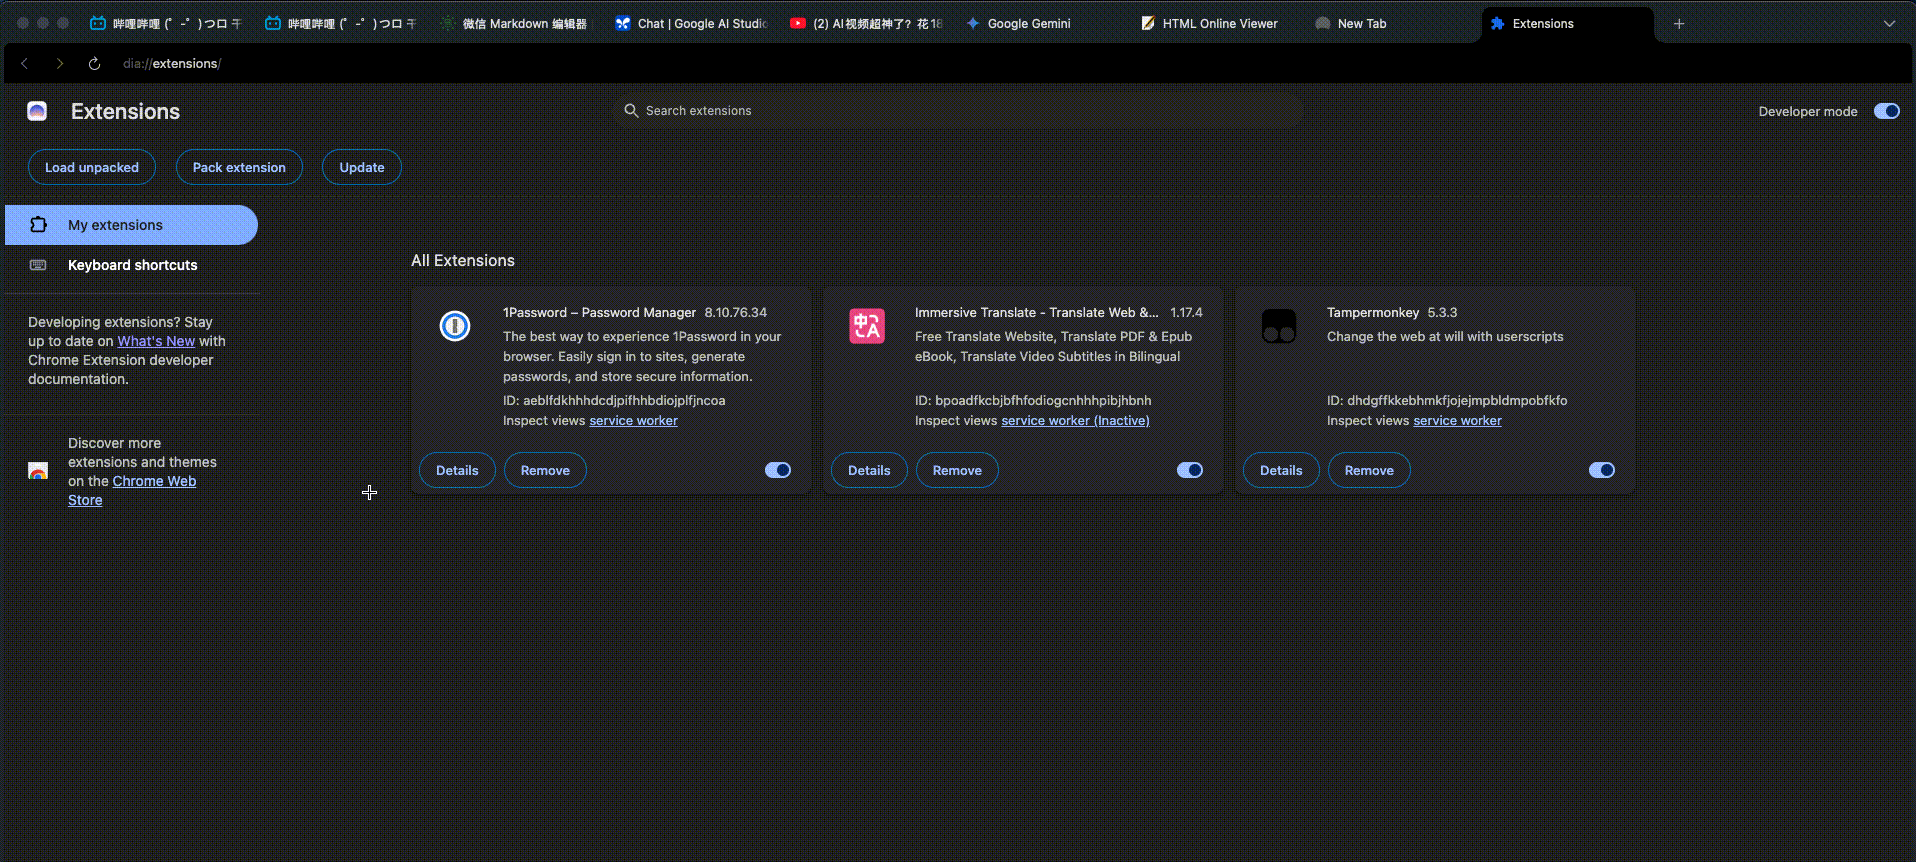 哔哩哔哩 (゜-゜)つロ 干
哔哩哔哩 (゜-゜)つロ 干
微信 Markdown 编辑器
Chat | Google AI Studio
(2) AI视频超神了？花18
Google Gemini
HTML Online Viewer
New Tab
Extensions
dia://extensions/
Extensions
Search extensions
Developer mode
Load unpacked
Pack extension
Update
My extensions
Keyboard shortcuts
Developing extensions? Stay
up to date on What's New with
Chrome Extension developer
documentation.
Discover more
extensions and themes
on the Chrome Web
Store
All Extensions
1Password – Password Manager 8.10.76.34
The best way to experience 1Password in your
browser. Easily sign in to sites, generate
passwords, and store secure information.
ID: aeblfdkhhhdcdjpifhhbdiojplfjncoa
Inspect views service worker
Details
Remove
Immersive Translate - Translate Web &... 1.17.4
Free Translate Website, Translate PDF & Epub
eBook, Translate Video Subtitles in Bilingual
ID: bpoadfkcbjbfhfodiogcnhhhpibjhbnh
Inspect views service worker (Inactive)
Details
Remove
Tampermonkey 5.3.3
Change the web at will with userscripts
ID: dhdgffkkebhmkfjojejmpbldmpobfkfo
Inspect views service worker
Details
Remove